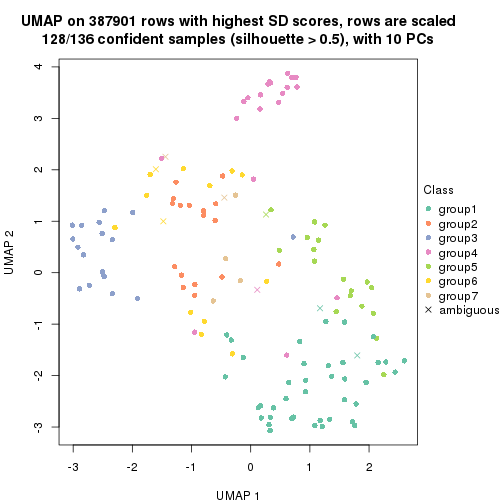 UMAP on 387901 rows with highest SD scores, rows are scaled
128/136 confident samples (silhouette > 0.5), with 10 PCs
4
3
2
1
0
-1
-2
-3
UMAP 2
-3
-2
-1
0
1
2
UMAP 1
Class
group1
group2
group3
group4
group5
group6
group7
ambiguous